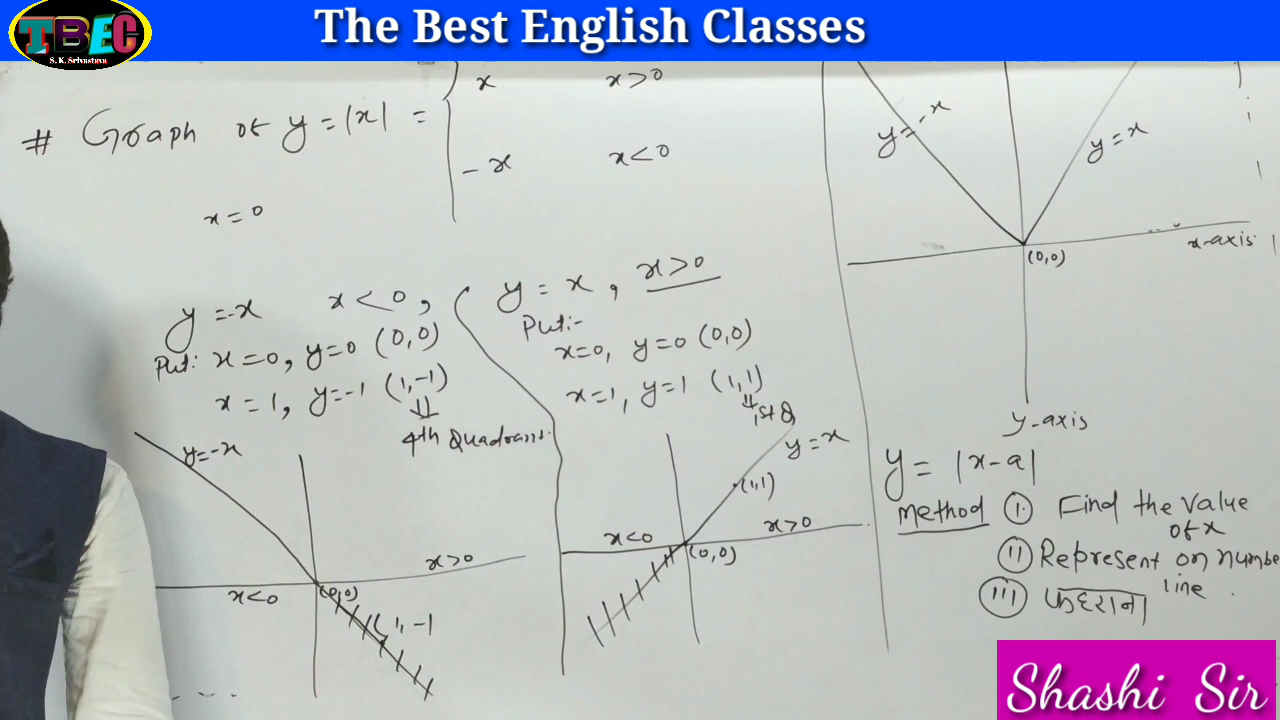 TBEC
S. K. Srivastava
The Best English Classes
# Graph of y = |x| =
x x>0
-x x<0
x = 0
y = -x x < 0,
Put: x = 0, y = 0 (0,0)
x = 1, y = -1 (1,-1)
⇓
4th Quadrant.
y = -x
x<0
x>0
(0,0)
(1,-1
y = x, x>0
Put:-
x=0, y=0 (0,0)
x=1, y=1 (1,1)
⇓
Ist Q
y = x
(1,1)
x<0
x>0
(0,0)
y = -x
y = x
x-axis
(0,0)
y-axis
y = |x-a|
Method (I) Find the value
of x
(II) Represent on numbe
line .
(III)
Shashi Sir